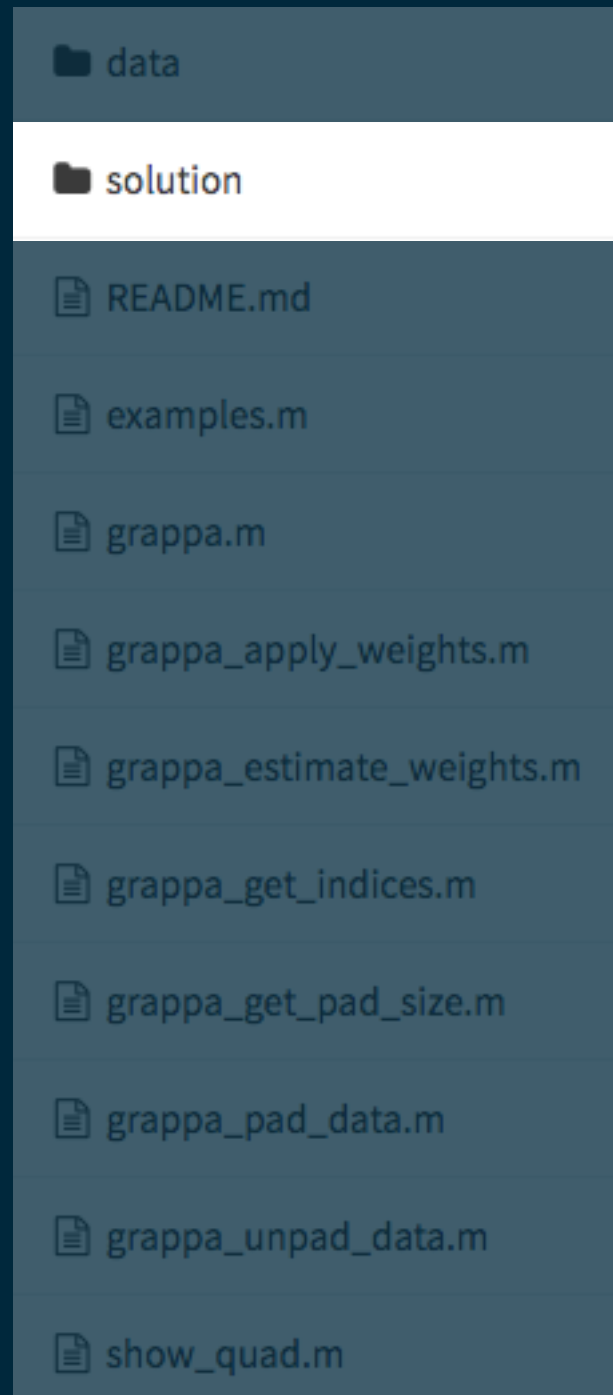 data
solution
README.md
examples.m
grappa.m
grappa_apply_weights.m
grappa_estimate_weights.m
grappa_get_indices.m
grappa_get_pad_size.m
grappa_pad_data.m
grappa_unpad_data.m
show_quad.m